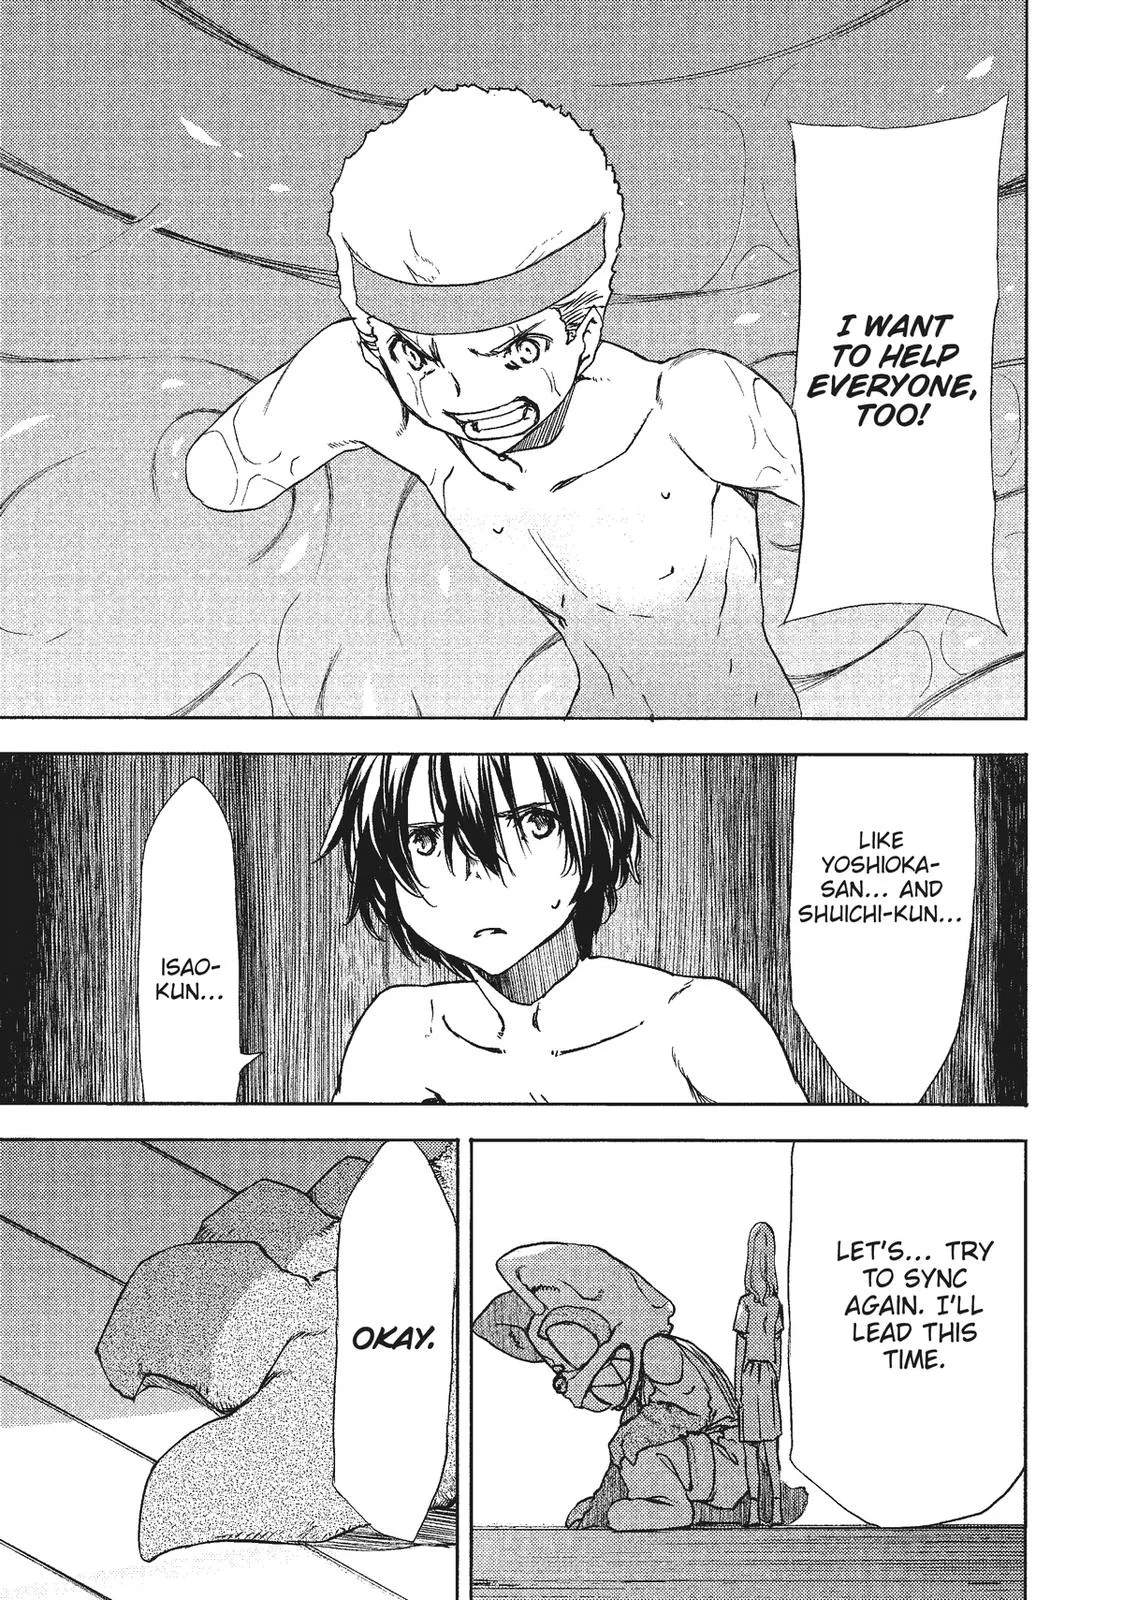 I WANT
TO HELP
EVERYONE,
TOO!
LIKE
YOSHIOKA-
SAN... AND
SHUICHI-KUN...
ISAO-
KUN...
LET'S... TRY
TO SYNC
AGAIN. I'LL
LEAD THIS
TIME.
OKAY.